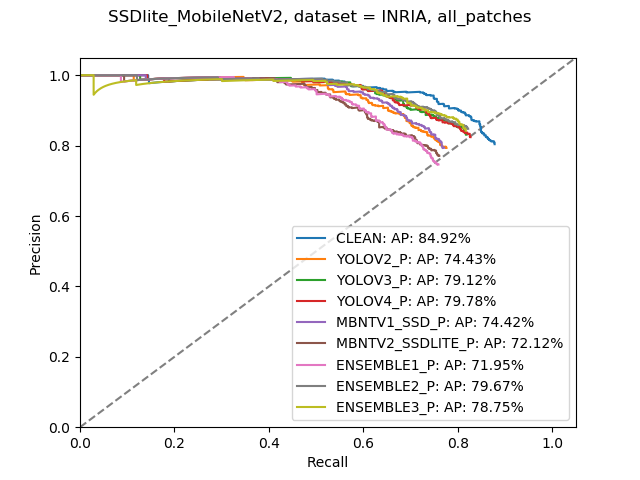 SSDlite_MobileNetV2, dataset = INRIA, all_patches
1.0
0.8
0.6
0.4
0.2
0.0
Precision
CLEAN: AP: 84.92%
YOLOV2_P: AP: 74.43%
YOLOV3_P: AP: 79.12%
YOLOV4_P: AP: 79.78%
MBNTV1_SSD_P: AP: 74.42%
MBNTV2_SSDLITE_P: AP: 72.12%
ENSEMBLE1_P: AP: 71.95%
ENSEMBLE2_P: AP: 79.67%
ENSEMBLE3_P: AP: 78.75%
0.0 0.2 0.4 0.6 0.8 1.0
Recall